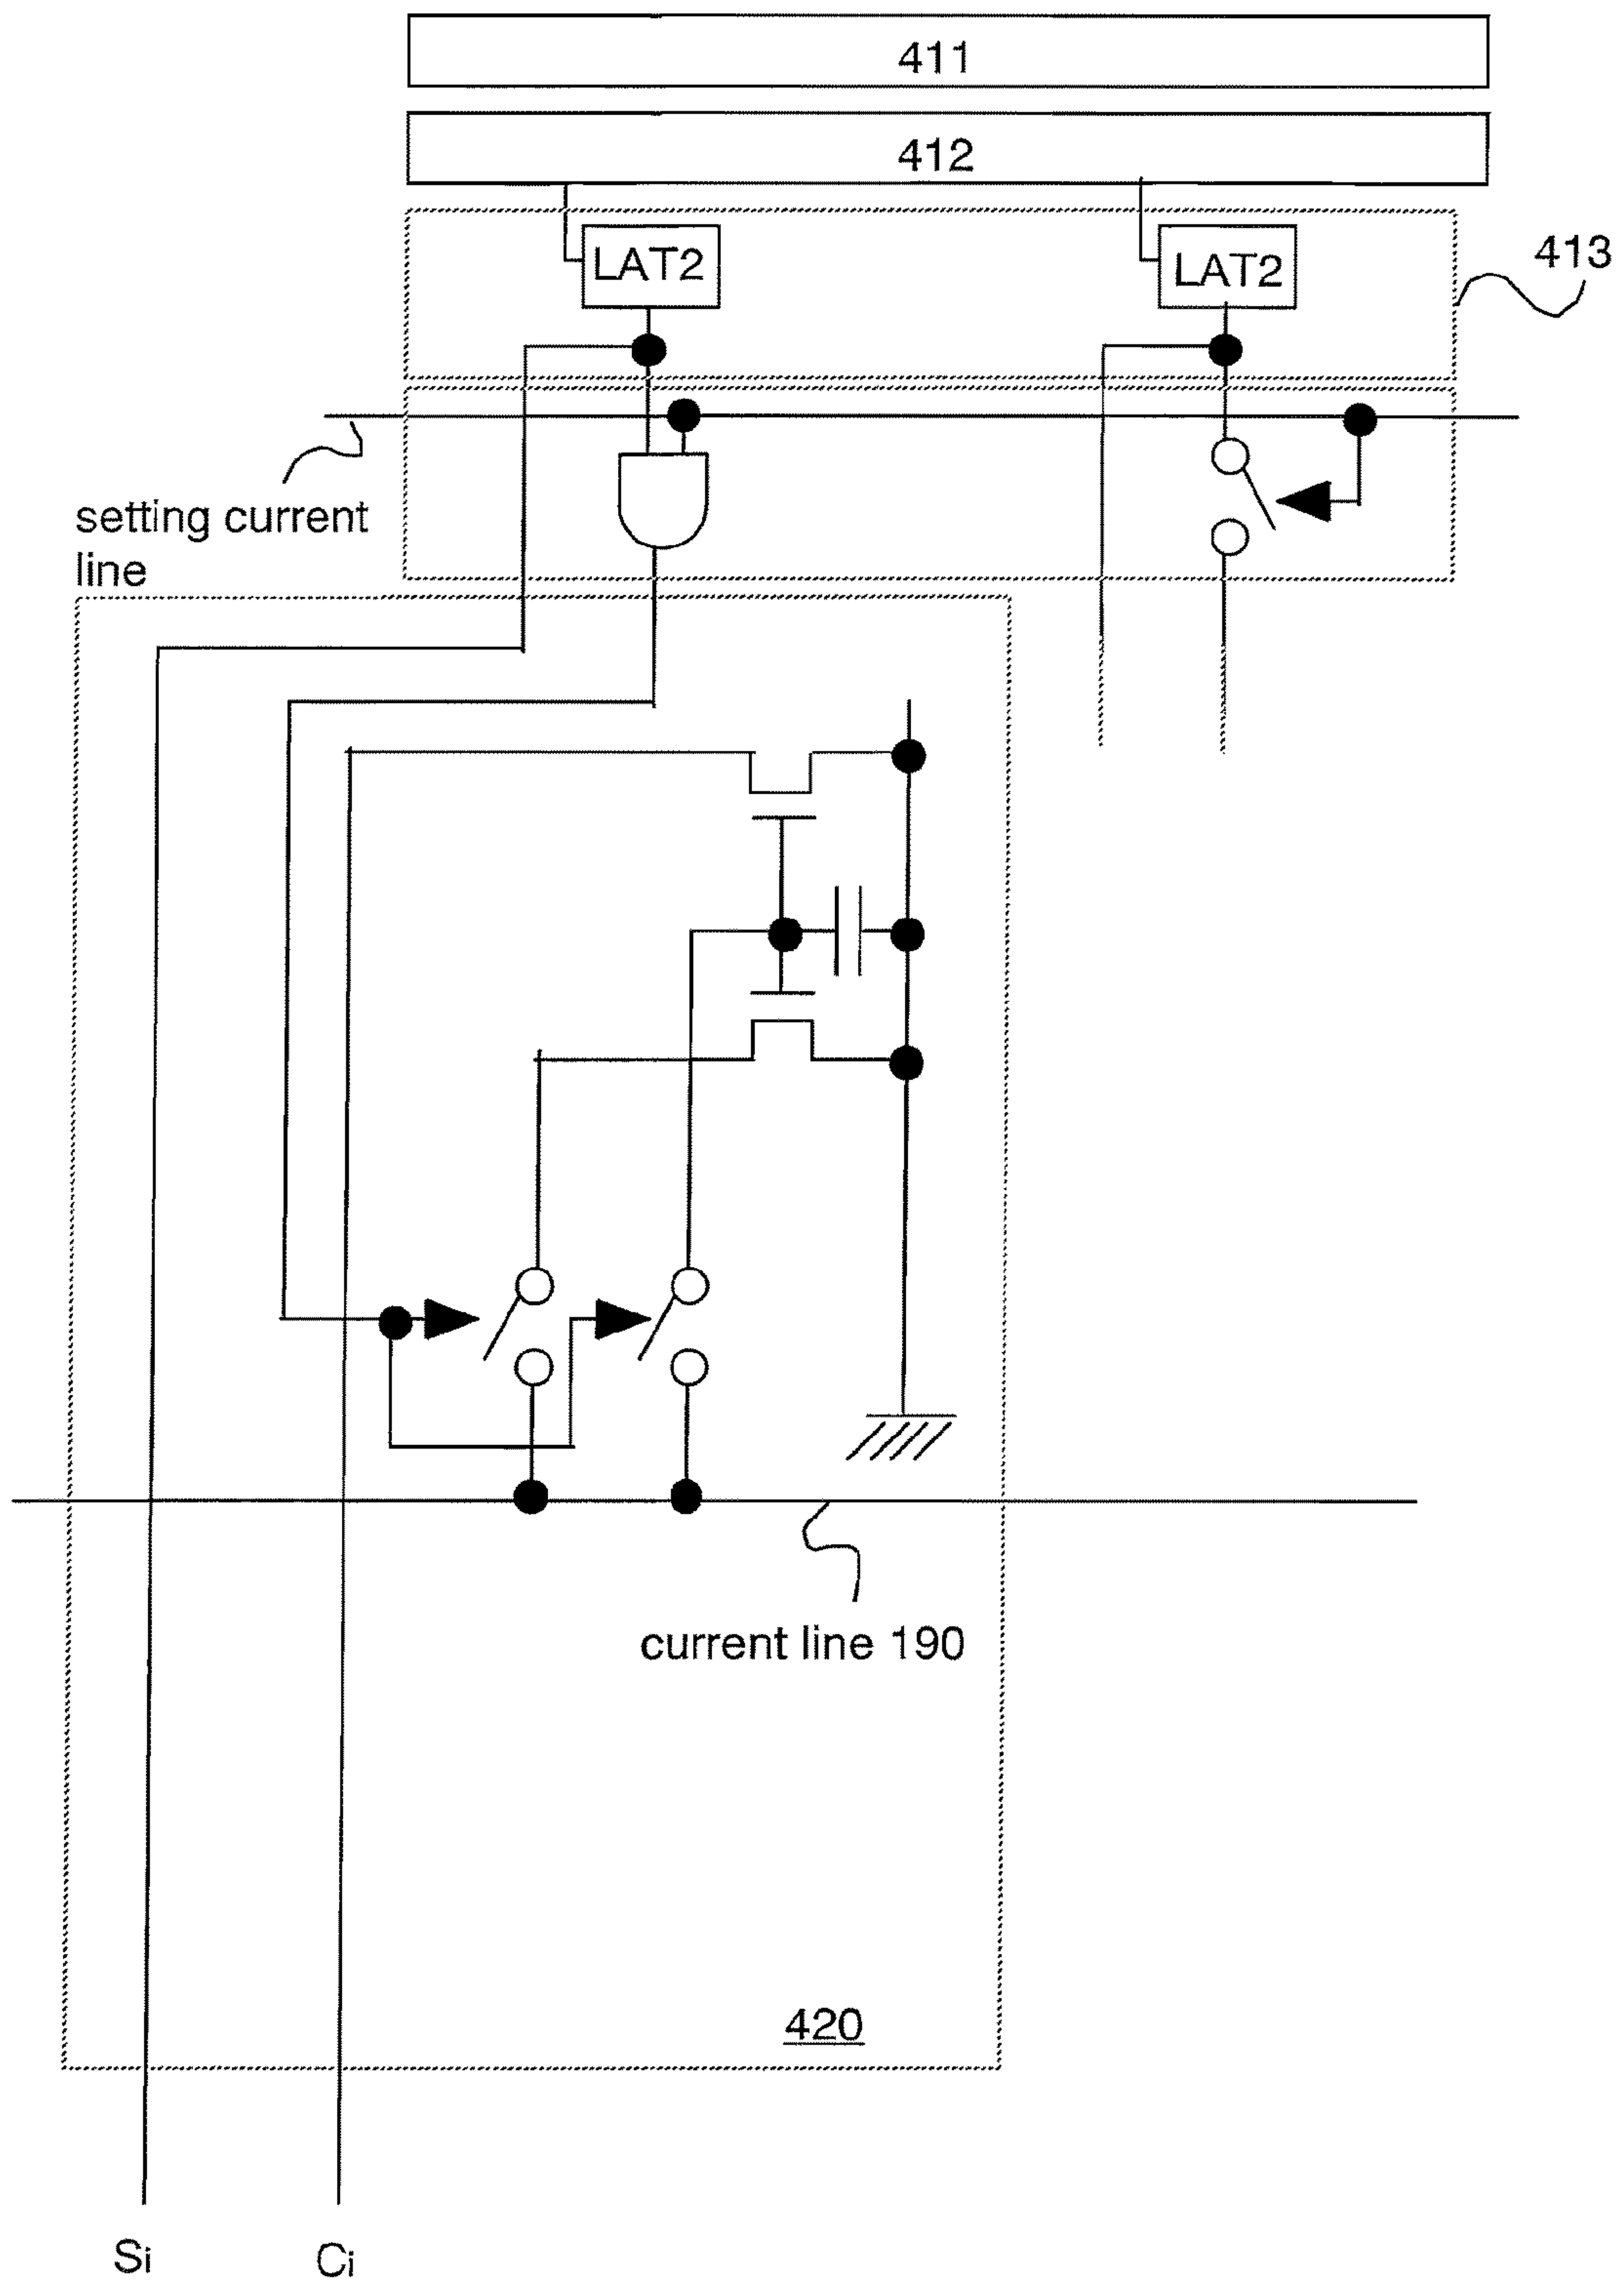 411
412
LAT2
LAT2
413
setting current
line
current line 190
420
Si
Ci